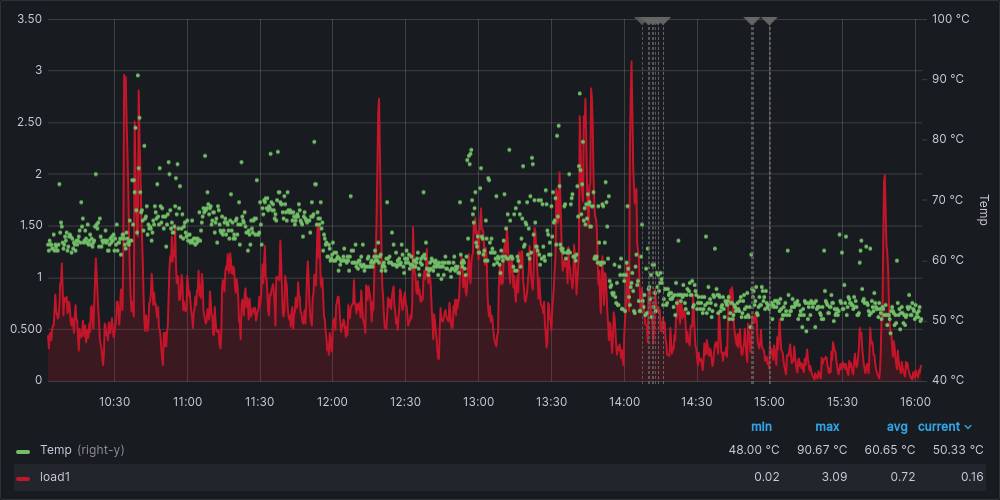 3.50 100 °C
3 90 °C
2.50 80 °C
2 70 °C
1.50 60 °C
1 50 °C
0.500 40 °C
0
Temp
10:30 11:00 11:30 12:00 12:30 13:00 13:30 14:00 14:30 15:00 15:30 16:00
min max avg current
Temp (right-y) 48.00 °C 90.67 °C 60.65 °C 50.33 °C
load1 0.02 3.09 0.72 0.16